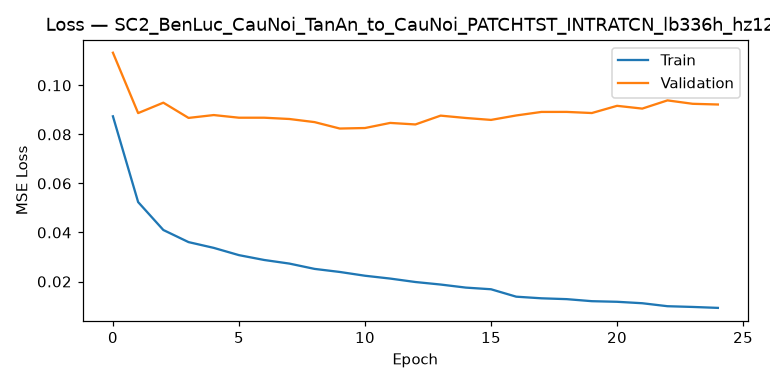 Loss — SC2_BenLuc_CauNoi_TanAn_to_CauNoi_PATCHTST_INTRATCN_lb336h_hz12
Train
Validation
MSE Loss
0.10
0.08
0.06
0.04
0.02
0 5 10 15 20 25
Epoch